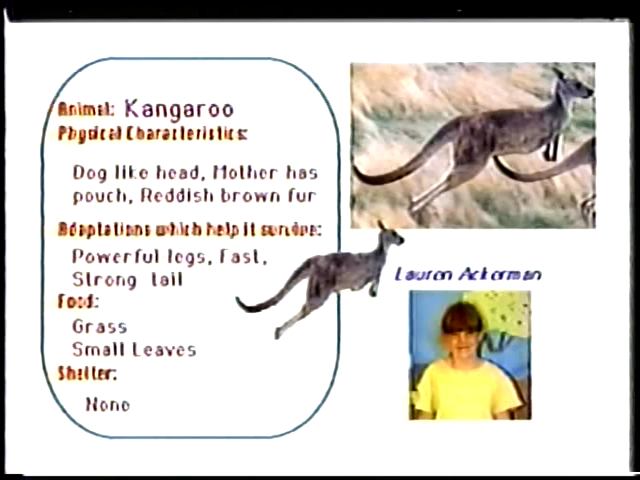 Animal: Kangaroo
Physical Characteristics:
Dog like head, Mother has
pouch, Reddish brown fur
Adaptations which help it survive:
Powerful legs, Fast,
Strong tail
Food:
Grass
Small Leaves
Shelter:
None
Lauren Ackerman